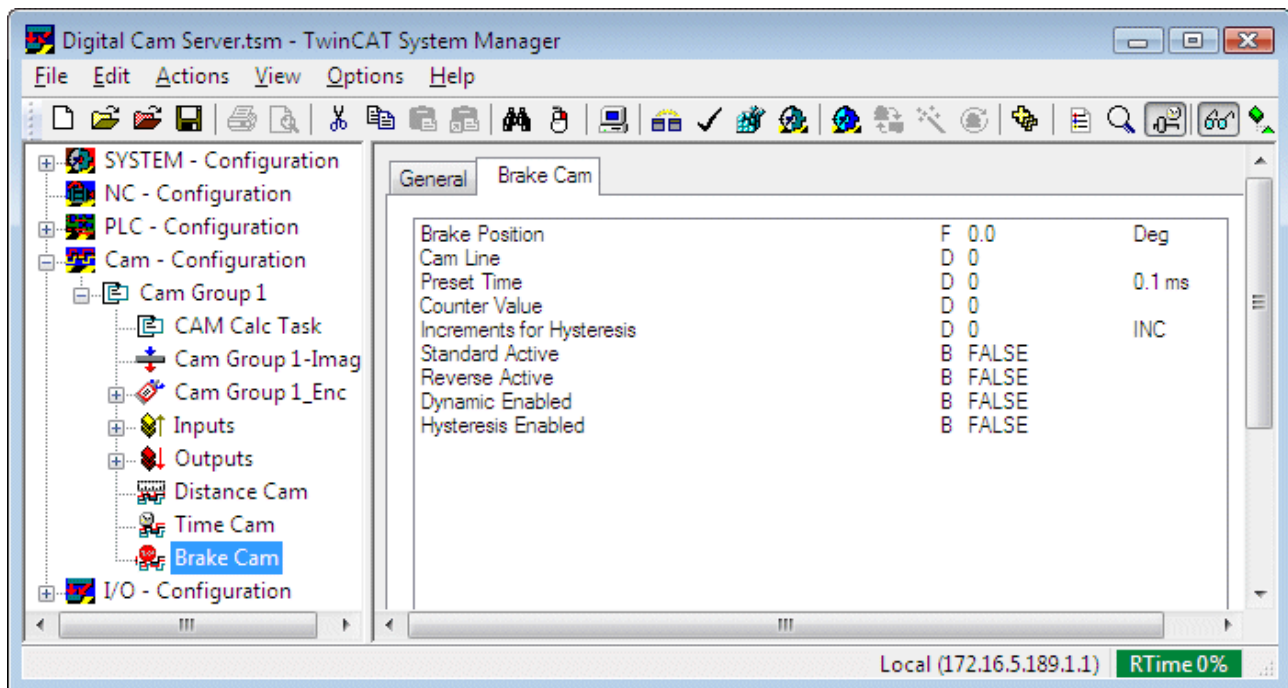 Digital Cam Server.tsm - TwinCAT System Manager
File Edit Actions View Options Help
SYSTEM - Configuration
NC - Configuration
PLC - Configuration
Cam - Configuration
Cam Group 1
CAM Calc Task
Cam Group 1-Imag
Cam Group 1_Enc
Inputs
Outputs
Distance Cam
Time Cam
Brake Cam
I/O - Configuration
General Brake Cam
Brake Position F 0.0 Deg
Cam Line D 0
Preset Time D 0 0.1 ms
Counter Value D 0
Increments for Hysteresis D 0 INC
Standard Active B FALSE
Reverse Active B FALSE
Dynamic Enabled B FALSE
Hysteresis Enabled B FALSE
Local (172.16.5.189.1.1) RTime 0%